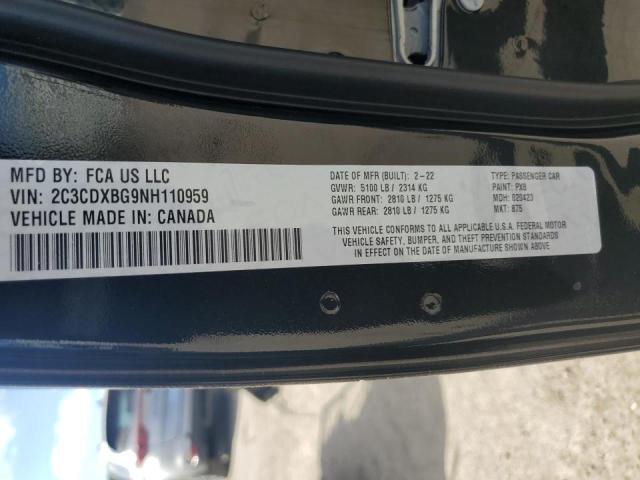 MFD BY: FCA US LLC
VIN: 2C3CDXBG9NH110959
VEHICLE MADE IN: CANADA
DATE OF MFR (BUILT): 2-22
GVWR: 5100 LB / 2314 KG
GAWR FRONT: 2810 LB / 1275 KG
GAWR REAR: 2810 LB / 1275 KG
TYPE: PASSENGER CAR
PAINT: PX8
MDH: 020423
MKT: 875
THIS VEHICLE CONFORMS TO ALL APPLICABLE U.S.A. FEDERAL MOTOR
VEHICLE SAFETY, BUMPER, AND THEFT PREVENTION STANDARDS
IN EFFECT ON THE DATE OF MANUFACTURE SHOWN ABOVE